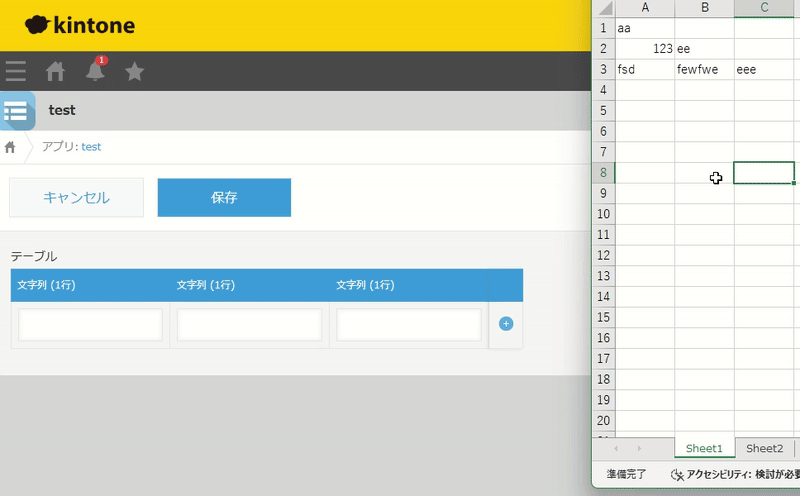 kintone
1
test
アプリ: test
キャンセル
保存
テーブル
文字列 (1行) 文字列 (1行) 文字列 (1行)
A B C
1 aa
2 123 ee
3 fsd fewfwe eee
4
5
6
7
8
9
10
11
12
13
14
15
16
17
18
19
20
Sheet1 Sheet2
準備完了 アクセシビリティ: 検討が必要